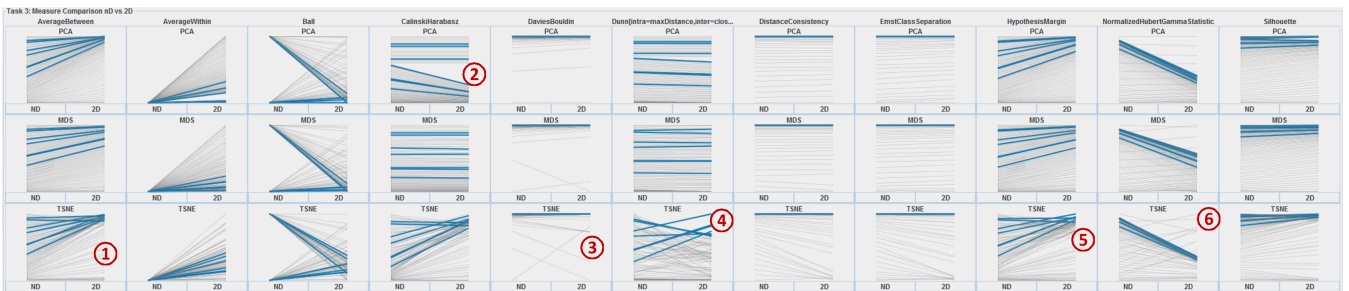 Task 3: Measure Comparison nD vs 2D
AverageBetween AverageWithin Ball CalinskiHarabasz DaviesBouldin Dunn[intra=maxDistance,inter=clos... DistanceConsistency ErnstClassSeparation HypothesisMargin NormalizedHubertGammaStatistic Silhouette
PCA PCA PCA PCA PCA PCA PCA PCA PCA PCA PCA
2
ND 2D ND 2D ND 2D ND 2D ND 2D ND 2D ND 2D ND 2D ND 2D ND 2D ND 2D
MDS MDS MDS MDS MDS MDS MDS MDS MDS MDS MDS
ND 2D ND 2D ND 2D ND 2D ND 2D ND 2D ND 2D ND 2D ND 2D ND 2D ND 2D
TSNE TSNE TSNE TSNE TSNE TSNE TSNE TSNE TSNE TSNE TSNE
1 3 4 5 6
ND 2D ND 2D ND 2D ND 2D ND 2D ND 2D ND 2D ND 2D ND 2D ND 2D ND 2D